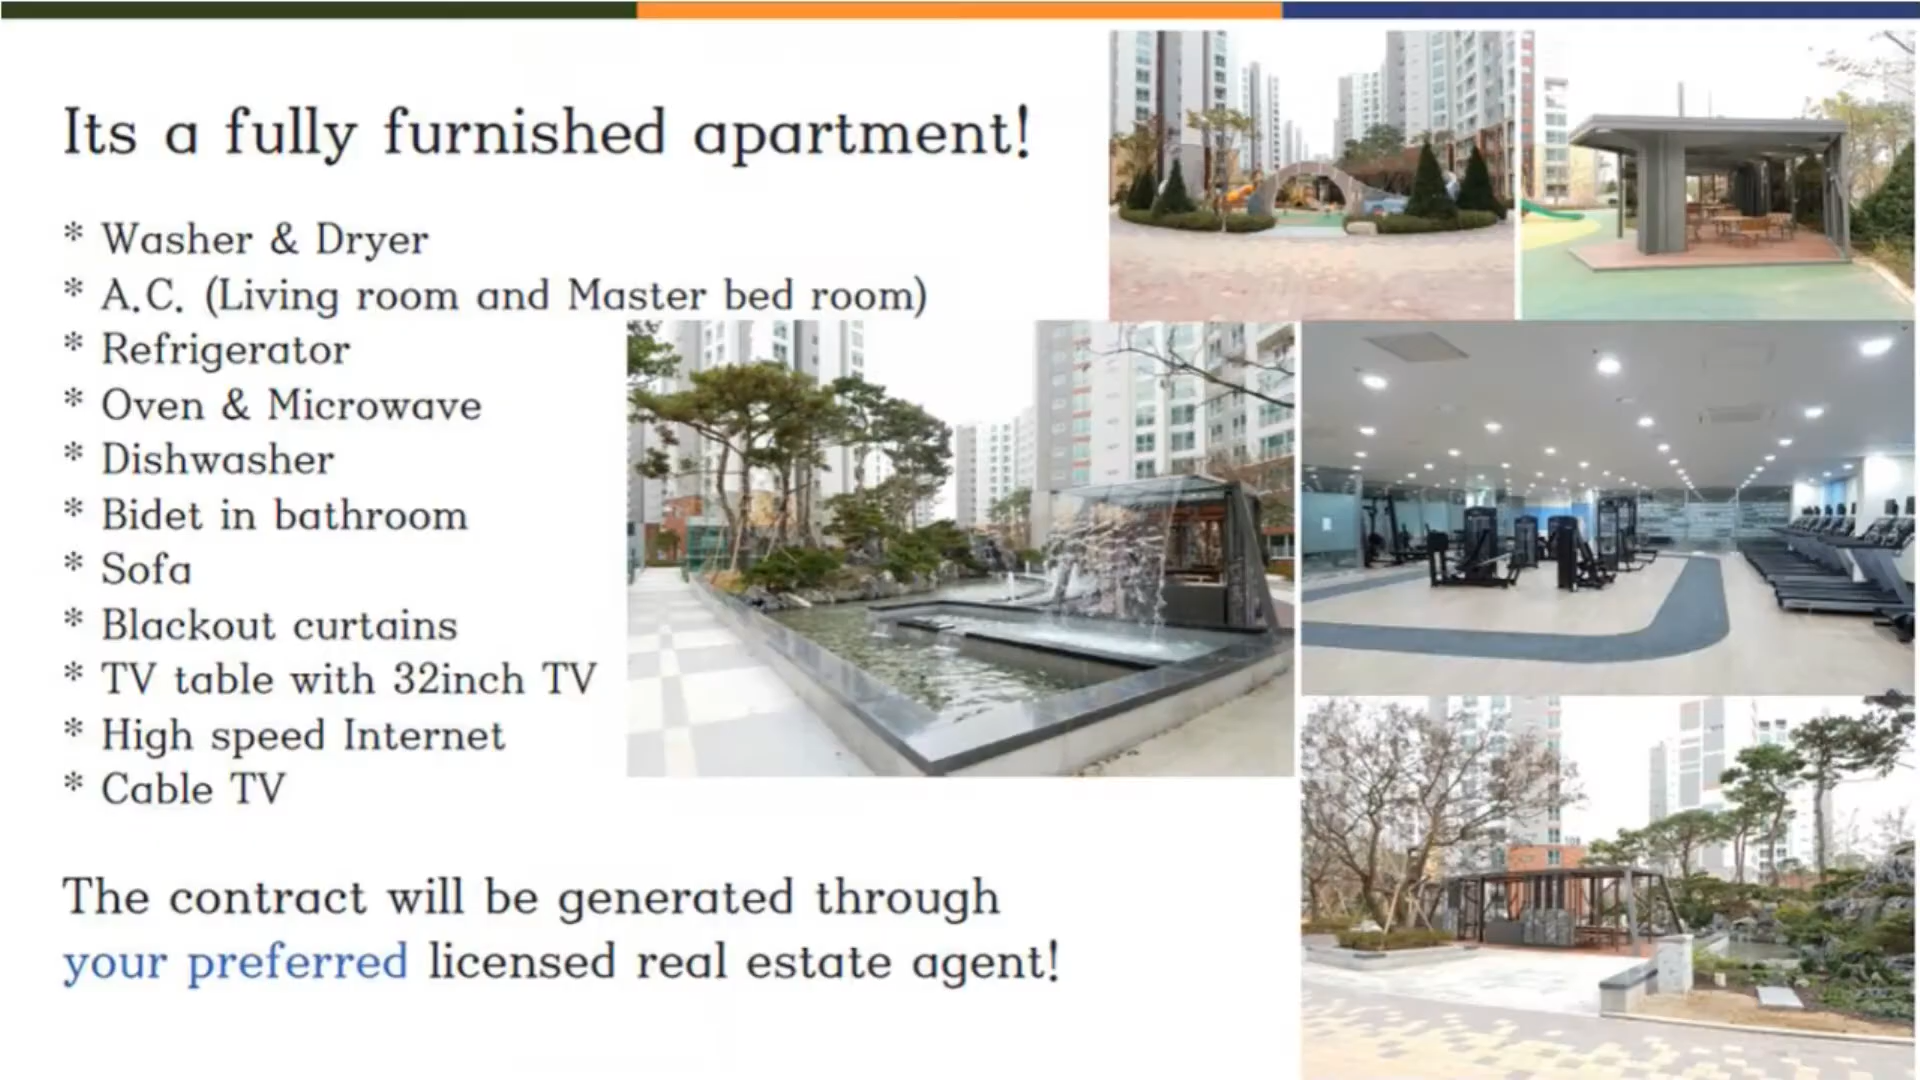 Its a fully furnished apartment!
* Washer & Dryer
* A.C. (Living room and Master bed room)
* Refrigerator
* Oven & Microwave
* Dishwasher
* Bidet in bathroom
* Sofa
* Blackout curtains
* TV table with 32inch TV
* High speed Internet
* Cable TV
The contract will be generated through
your preferred licensed real estate agent!